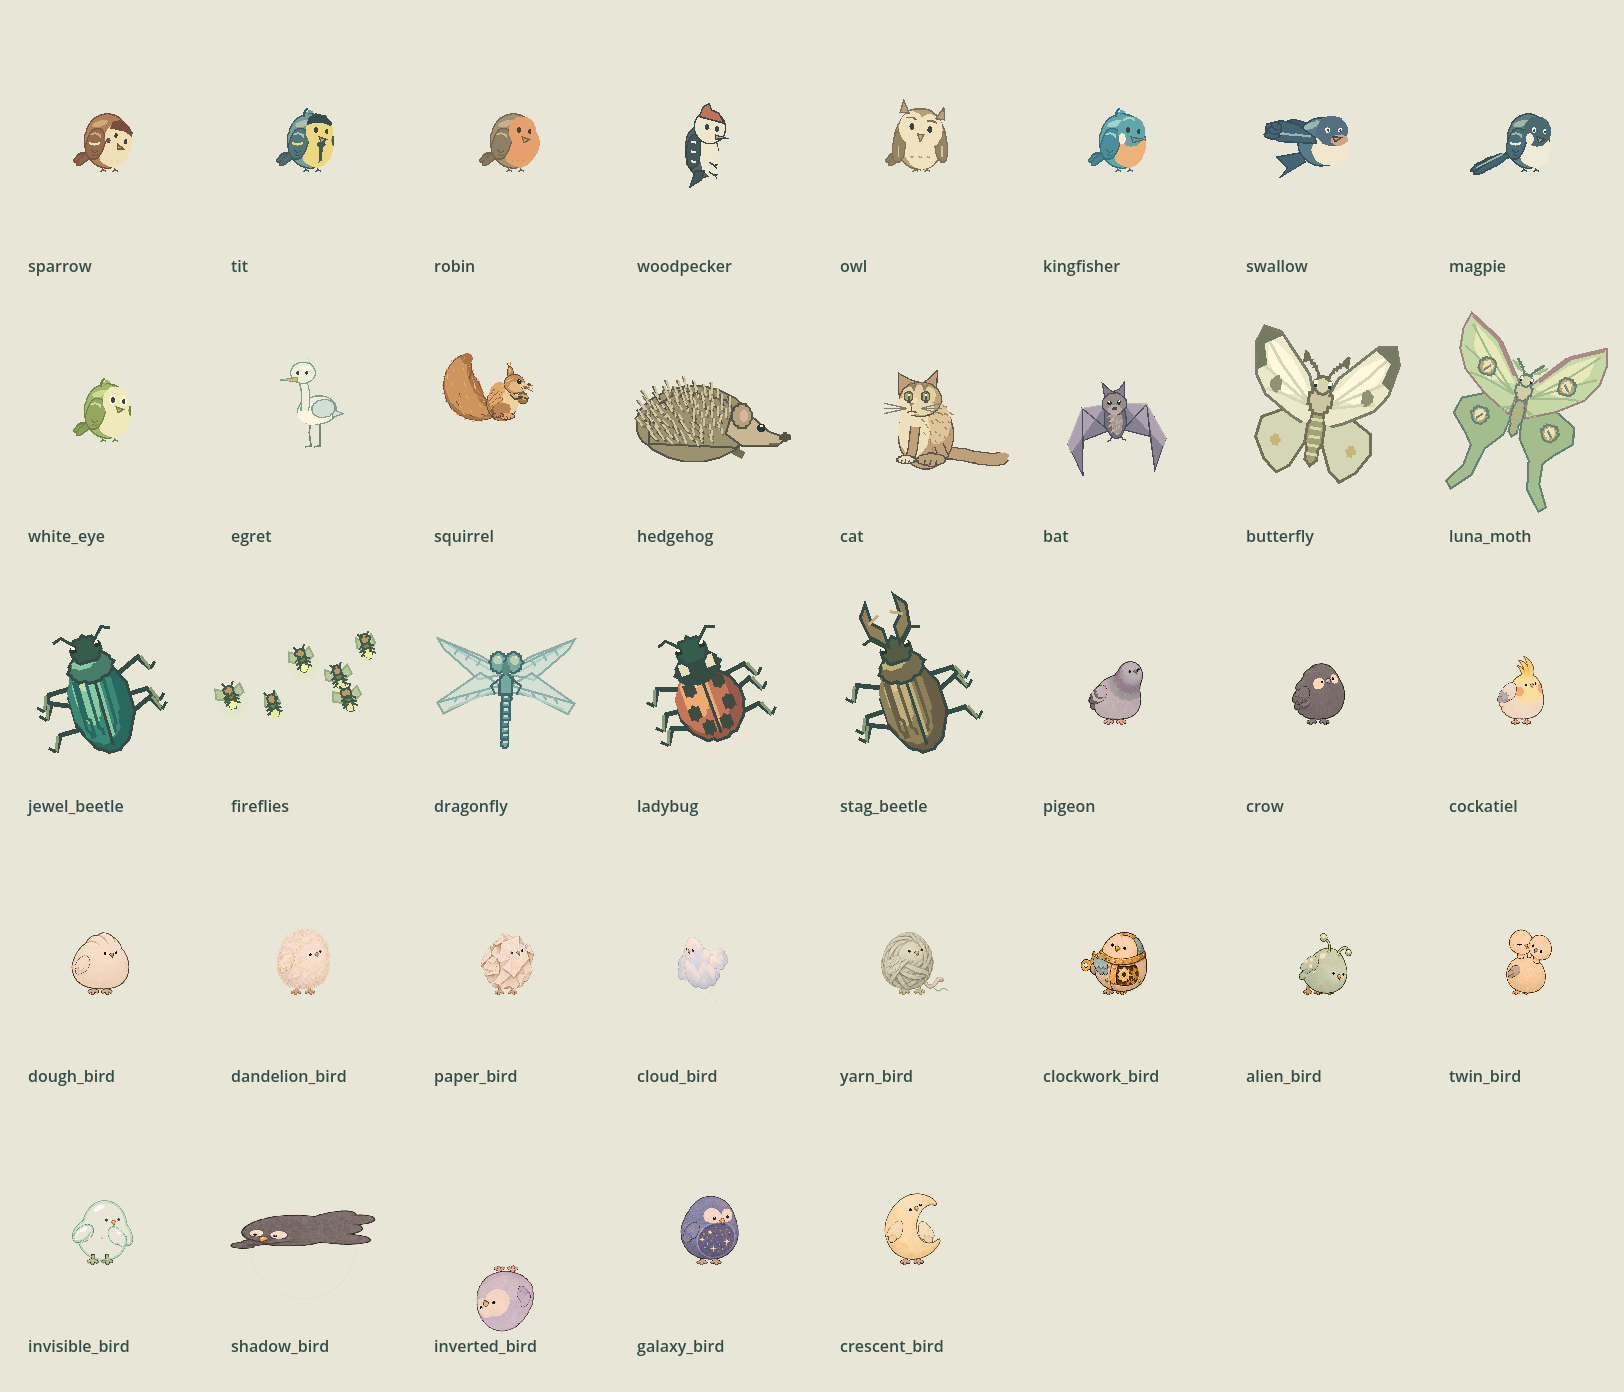 sparrow tit robin woodpecker owl kingfisher swallow magpie
white_eye egret squirrel hedgehog cat bat butterfly luna_moth
jewel_beetle fireflies dragonfly ladybug stag_beetle pigeon crow cockatiel
dough_bird dandelion_bird paper_bird cloud_bird yarn_bird clockwork_bird alien_bird twin_bird
invisible_bird shadow_bird inverted_bird galaxy_bird crescent_bird